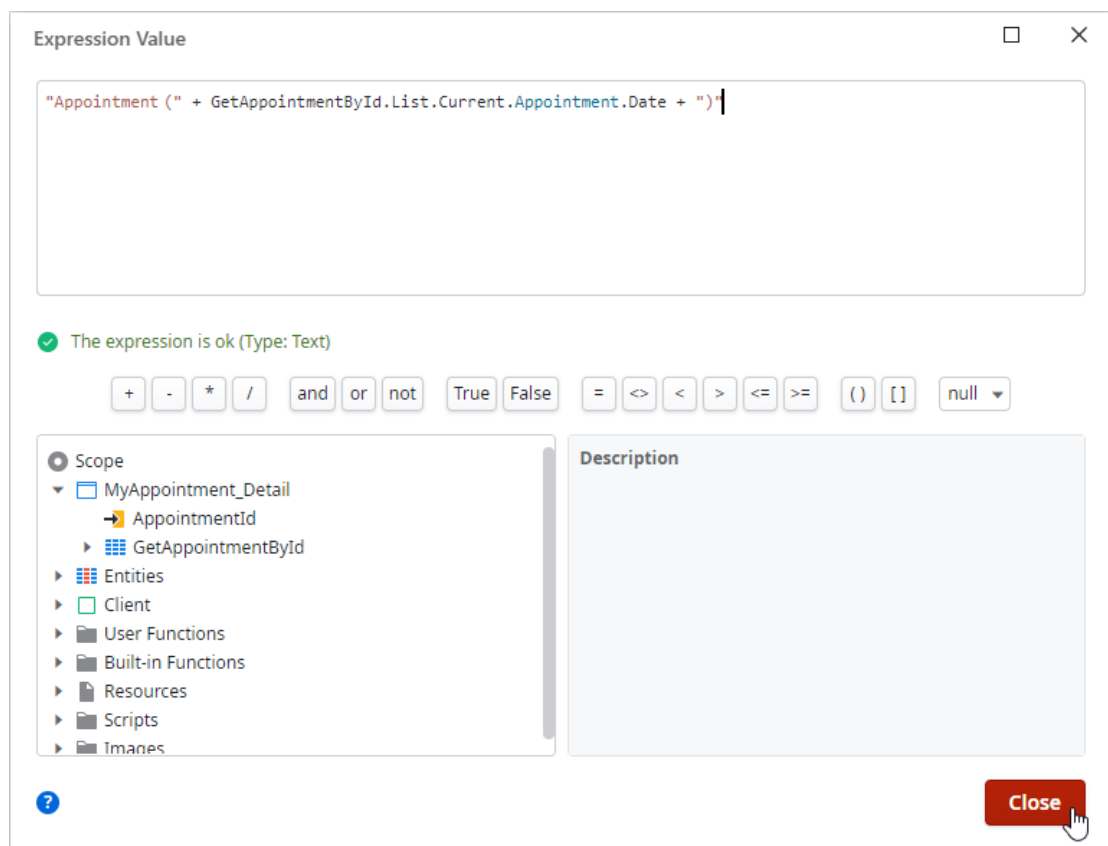 Expression Value
"Appointment (" + GetAppointmentById.List.Current.Appointment.Date + ")"
The expression is ok (Type: Text)
+ - * / and or not True False = <> < > <= >= () [] null
Scope
MyAppointment_Detail
AppointmentId
GetAppointmentById
Entities
Client
User Functions
Built-in Functions
Resources
Scripts
Images
Description
?
Close